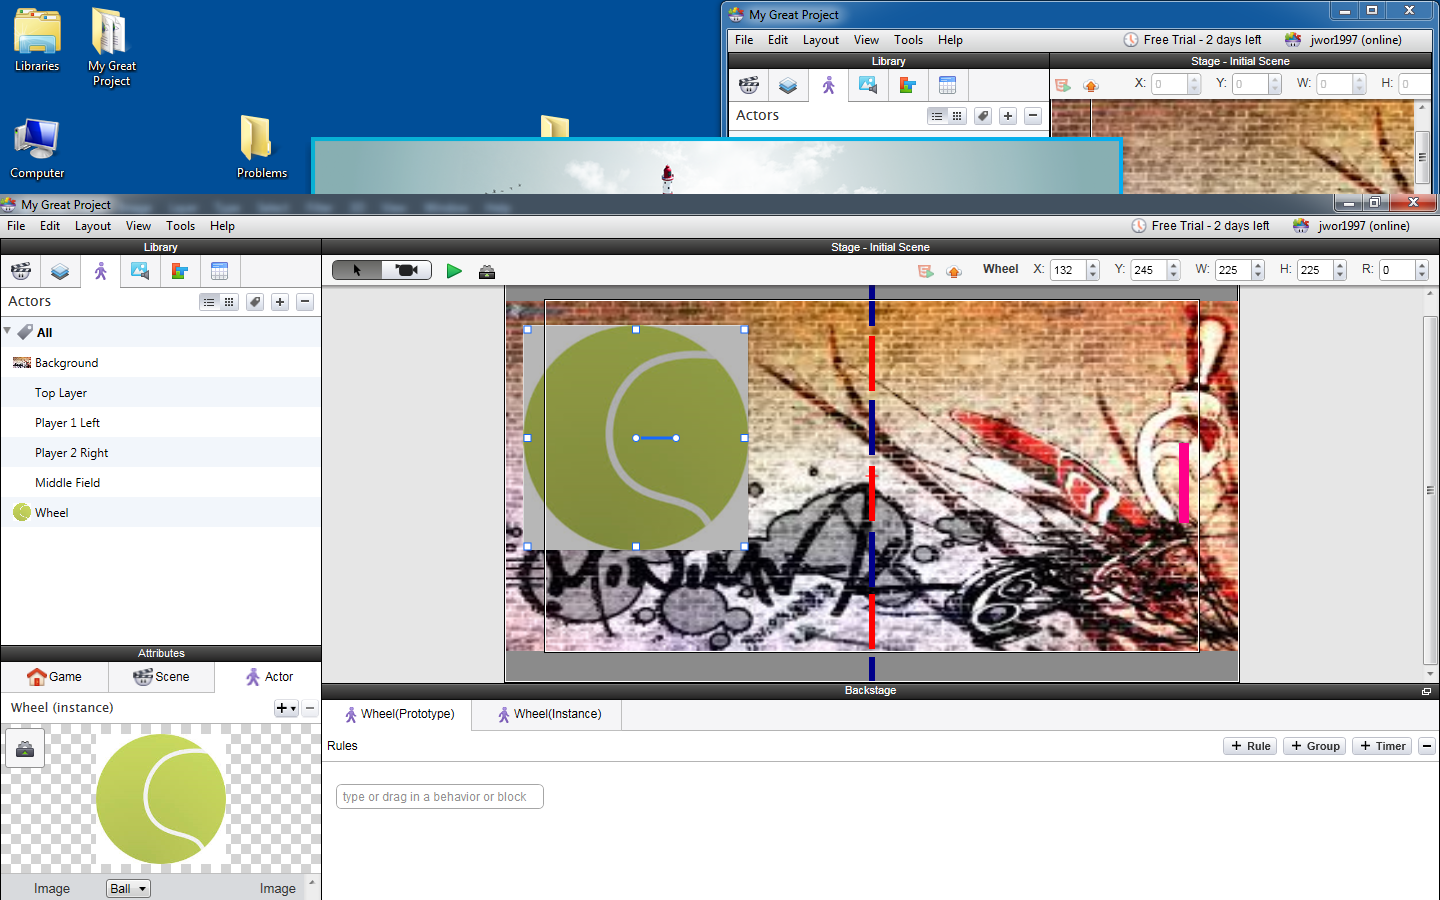 Libraries
My Great
Project
Computer
Problems
My Great Project
File Edit Layout View Tools Help Free Trial - 2 days left jwor1997 (online)
Library Stage - Initial Scene
X: 0 Y: 0 W: 0 H: 0
Actors
My Great Project
File Edit Layout View Tools Help Free Trial - 2 days left jwor1997 (online)
Library Stage - Initial Scene
Wheel X: 132 Y: 245 W: 225 H: 225 R: 0
Actors
All
Background
Top Layer
Player 1 Left
Player 2 Right
Middle Field
Wheel
Attributes
Game Scene Actor
Wheel (instance)
Image Ball Image
Backstage
Wheel(Prototype) Wheel(Instance)
Rules + Rule + Group + Timer
type or drag in a behavior or block